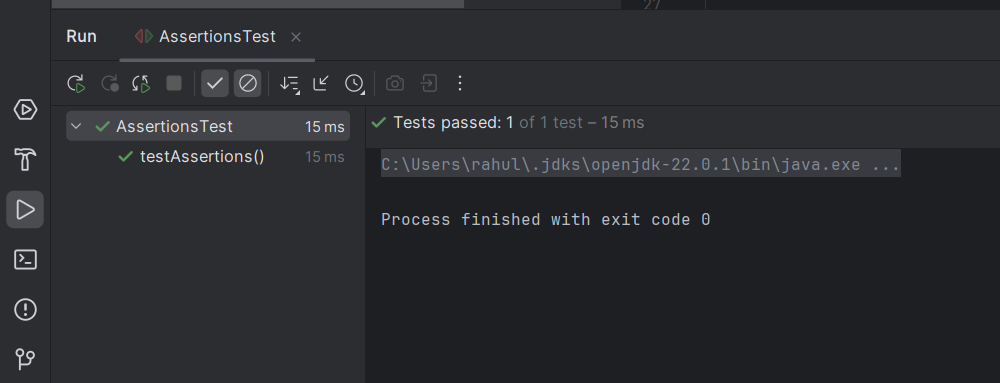 27
Run AssertionsTest
AssertionsTest 15 ms
testAssertions() 15 ms
Tests passed: 1 of 1 test – 15 ms
C:\Users\rahul\.jdks\openjdk-22.0.1\bin\java.exe ...
Process finished with exit code 0